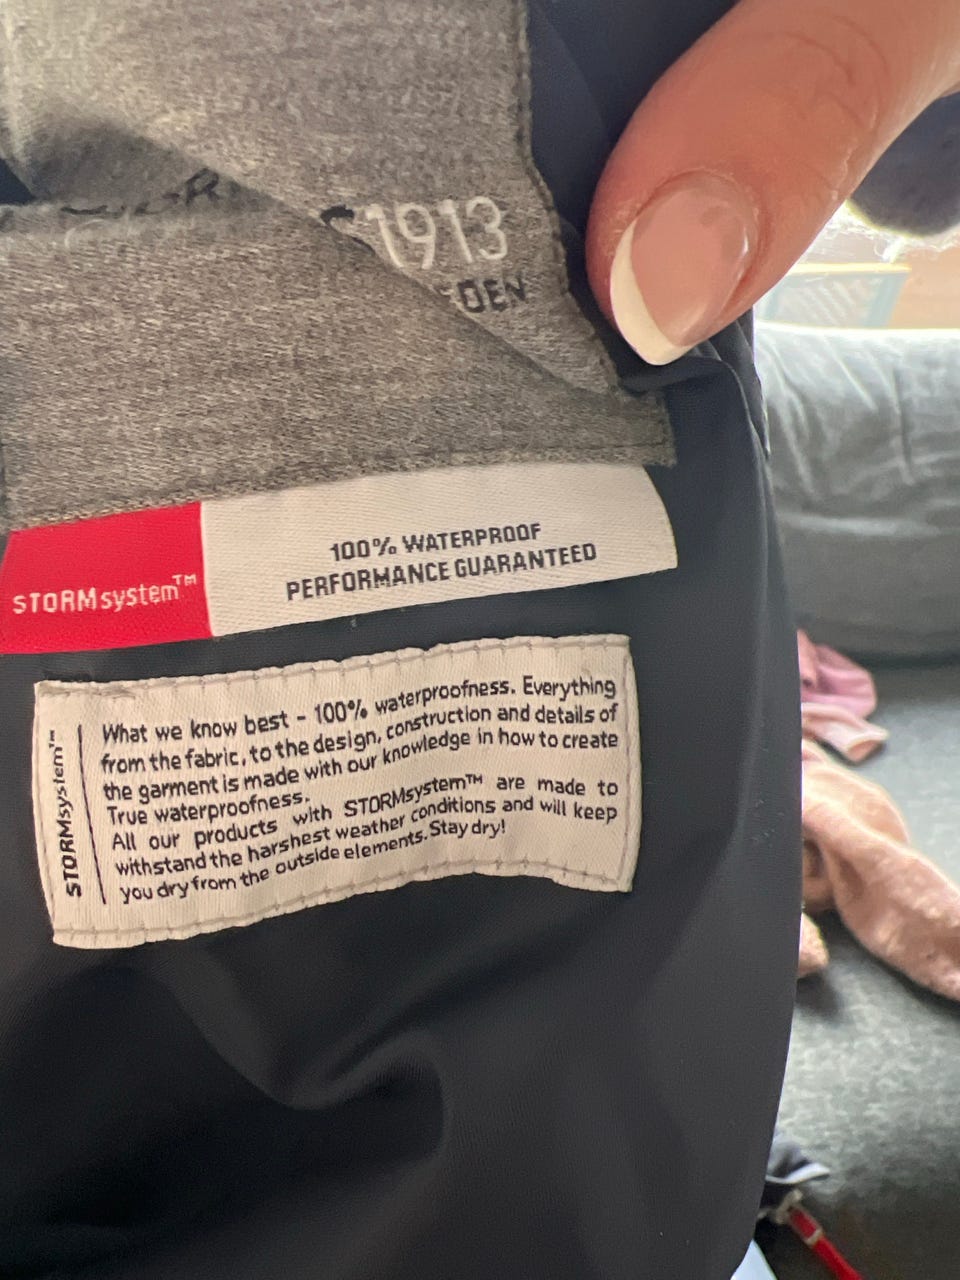 1913
DEN
STORMsystem™
100% WATERPROOF
PERFORMANCE GUARANTEED
STORMsystem™
What we know best - 100% waterproofness. Everything
from the fabric, to the design, construction and details of
the garment is made with our knowledge in how to create
True waterproofness.
All our products with STORMsystem™ are made to
withstand the harshest weather conditions and will keep
you dry from the outside elements. Stay dry!